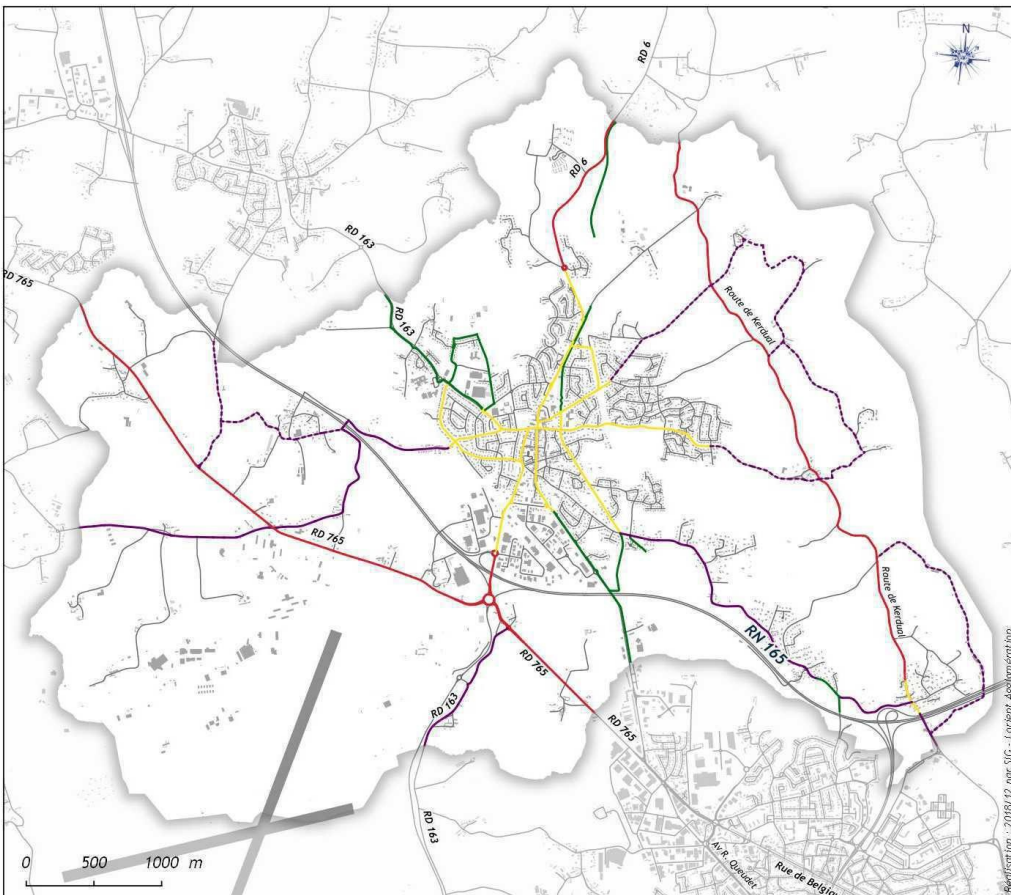 N
RD 6
RD 6
RD 163
RD 765
RD 163
Route de Kerdual
RD 765
Route de Kerdual
RN 165
RD 765
RD 163
RD 765
RD 163
Av R. Queudet
Rue de Belgiq
0 500 1000 m
Réalisation : 2018/12 par SIG - Lorient Agglomération